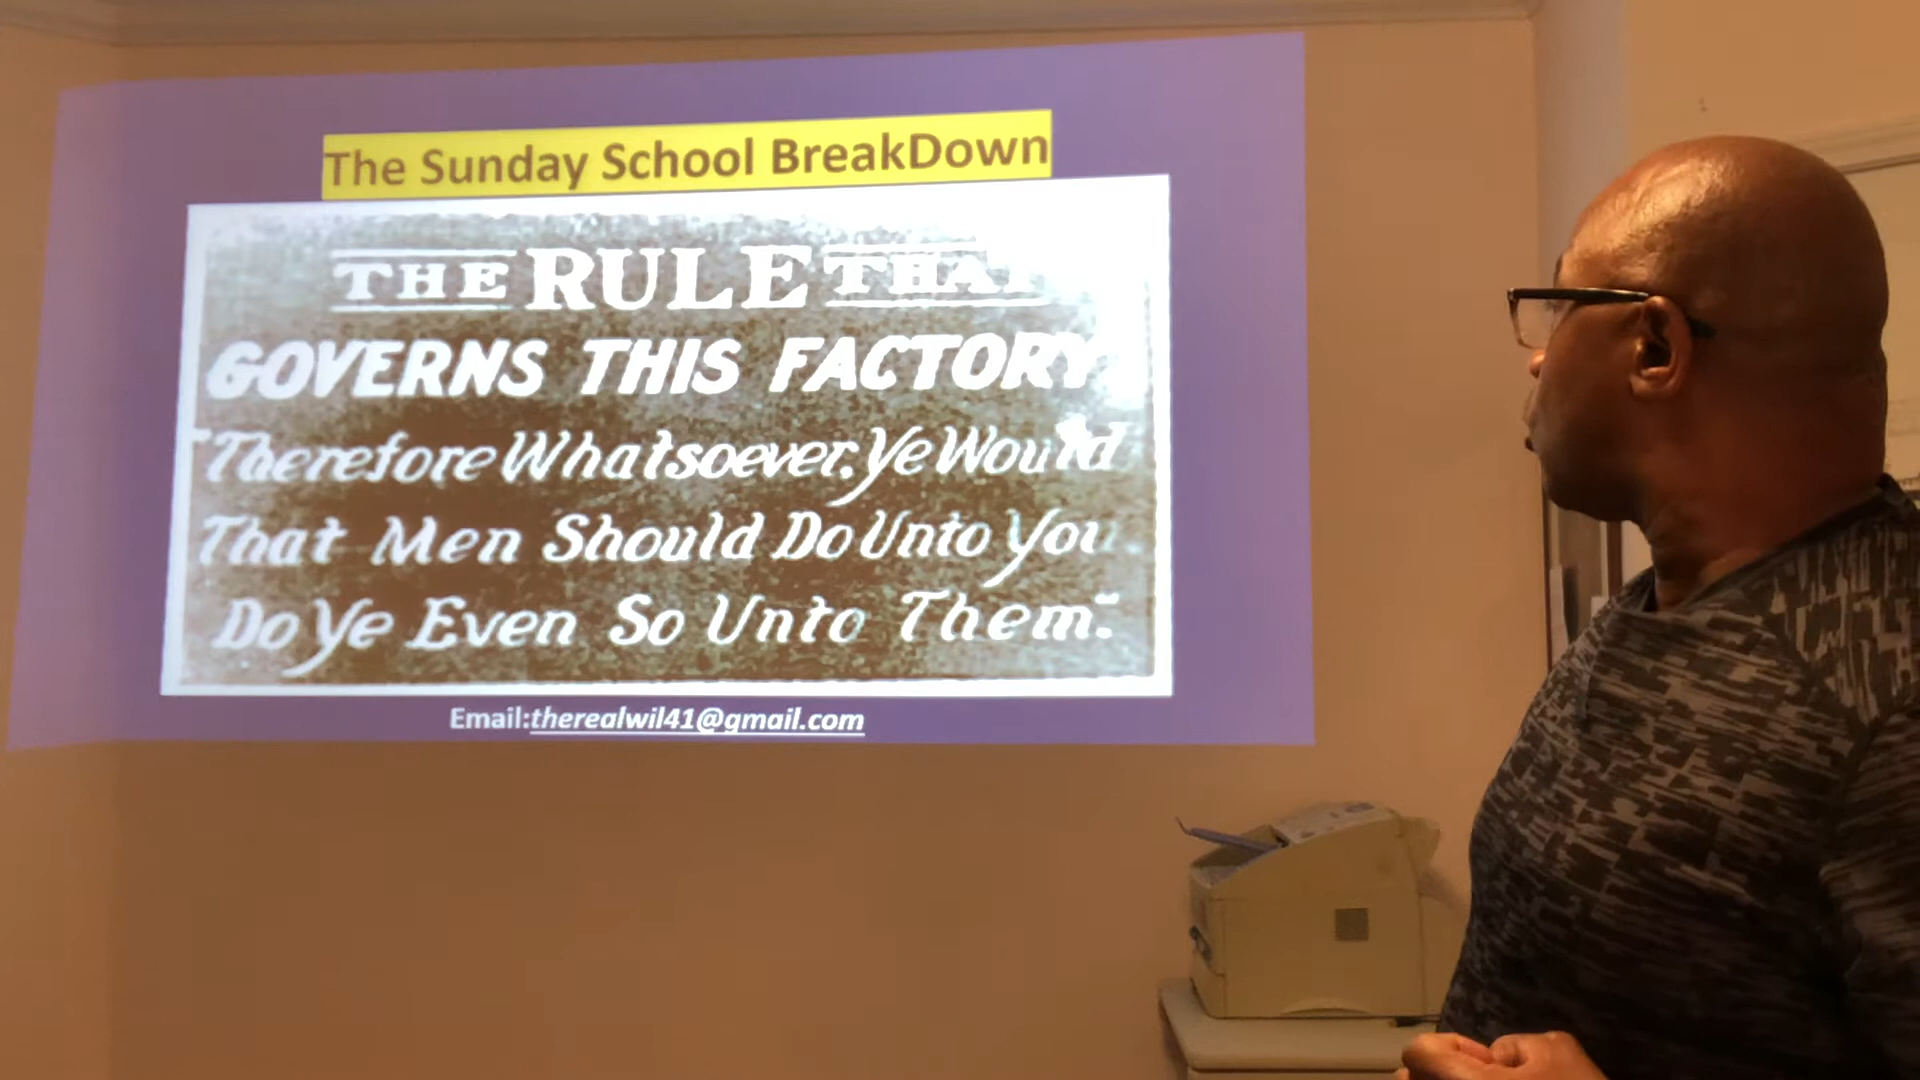 The Sunday School BreakDown
THE RULE THAT
GOVERNS THIS FACTORY:
"Therefore Whatsoever Ye Would
That Men Should Do Unto You
Do Ye Even So Unto Them".
Email:therealwil41@gmail.com